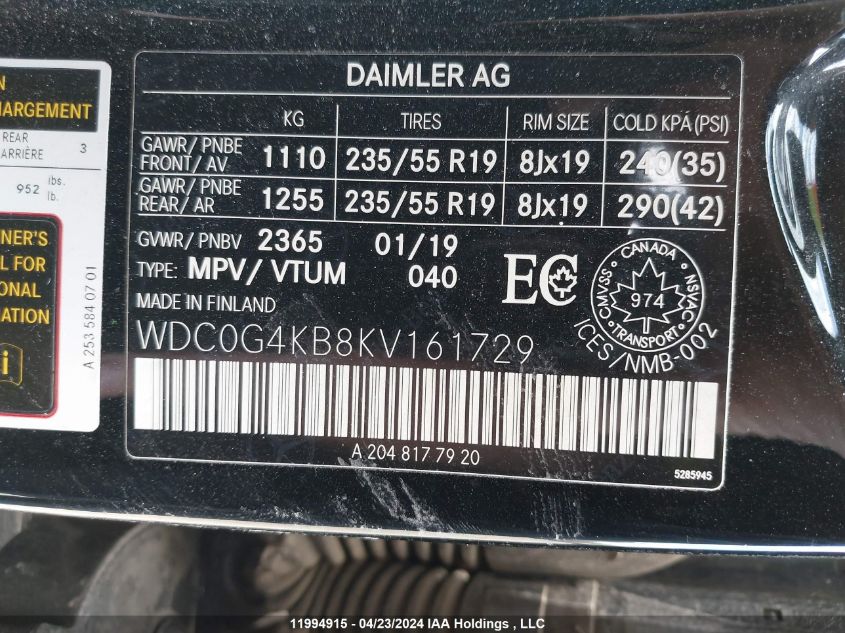 N
HARGEMENT
REAR
ARRIÈRE 3
952 lbs.
lb.
NER'S
L FOR
ONAL
MATION
i
A 253 584 07 01
DAIMLER AG
KG TIRES RIM SIZE COLD KPA (PSI)
GAWR/ PNBE
FRONT/ AV 1110 235/55 R19 8Jx19 240(35)
GAWR/ PNBE
REAR/ AR 1255 235/55 R19 8Jx19 290(42)
GVWR/ PNBV 2365 01/19
TYPE: MPV/ VTUM 040
MADE IN FINLAND
EC
CANADA
CMVSS 974 NSVAC
TRANSPORT
ICES/NMB-002
WDC0G4KB8KV161729
A 204 817 79 20
5285945
11994915 - 04/23/2024 IAA Holdings , LLC